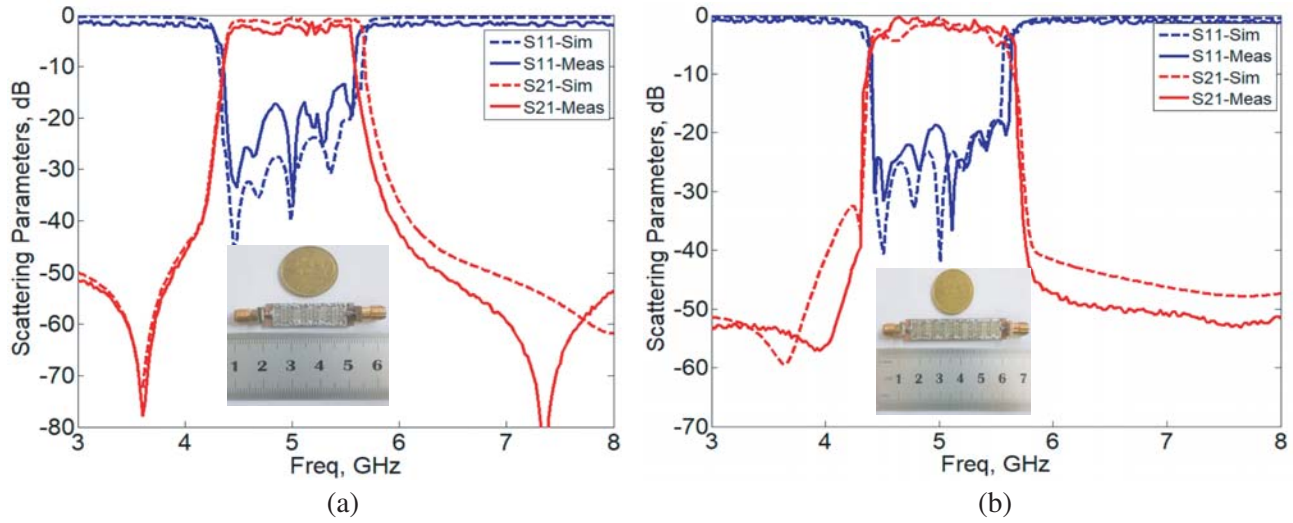 0
-10
-20
-30
-40
-50
-60
-70
-80
3 4 5 6 7 8
Scattering Parameters, dB
Freq, GHz
S11-Sim
S11-Meas
S21-Sim
S21-Meas
1 2 3 4 5 6
(a)
0
-10
-20
-30
-40
-50
-60
-70
3 4 5 6 7 8
Scattering Parameters, dB
Freq, GHz
S11-Sim
S11-Meas
S21-Sim
S21-Meas
1 2 3 4 5 6 7
(b)